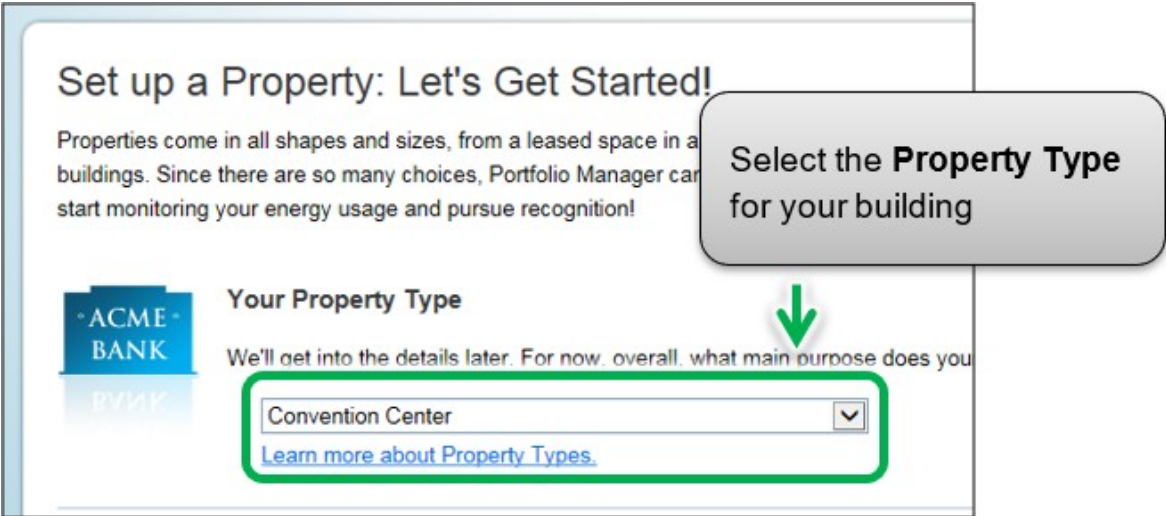 Set up a Property: Let's Get Started!
Properties come in all shapes and sizes, from a leased space in a
buildings. Since there are so many choices, Portfolio Manager can
start monitoring your energy usage and pursue recognition!
Select the Property Type
for your building
ACME
BANK
Your Property Type
We'll get into the details later. For now, overall, what main purpose does you
Convention Center
Learn more about Property Types.